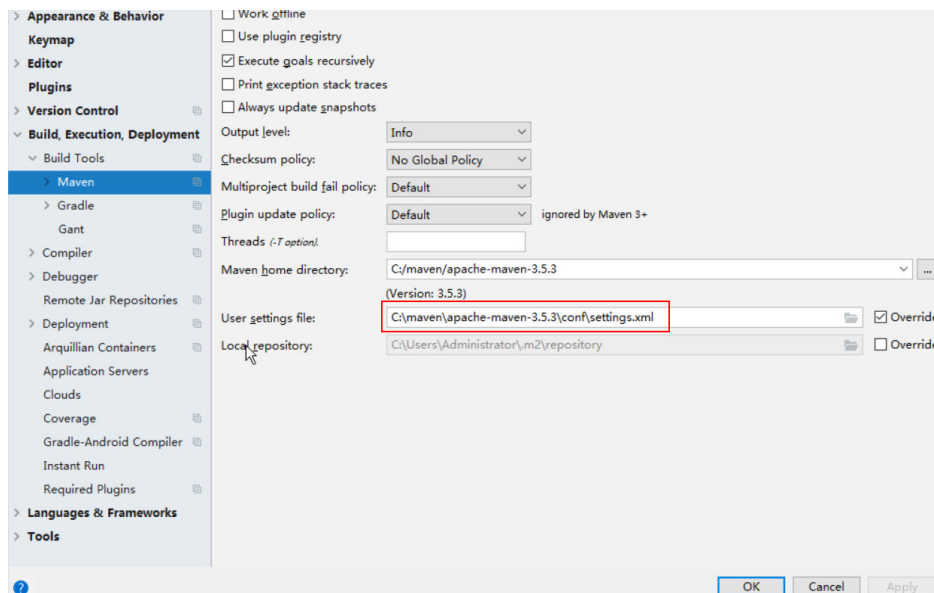 Appearance & Behavior
Keymap
Editor
Plugins
Version Control
Build, Execution, Deployment
Build Tools
Maven
Gradle
Gant
Compiler
Debugger
Remote Jar Repositories
Deployment
Arquillian Containers
Application Servers
Clouds
Coverage
Gradle-Android Compiler
Instant Run
Required Plugins
Languages & Frameworks
Tools
Work offline
Use plugin registry
Execute goals recursively
Print exception stack traces
Always update snapshots
Output level: Info
Checksum policy: No Global Policy
Multiproject build fail policy: Default
Plugin update policy: Default ignored by Maven 3+
Threads (-T option).
Maven home directory: C:/maven/apache-maven-3.5.3 ...
(Version: 3.5.3)
User settings file: C:\maven\apache-maven-3.5.3\conf\settings.xml Override
Local repository: C:\Users\Administrator\.m2\repository Override
? OK Cancel Apply